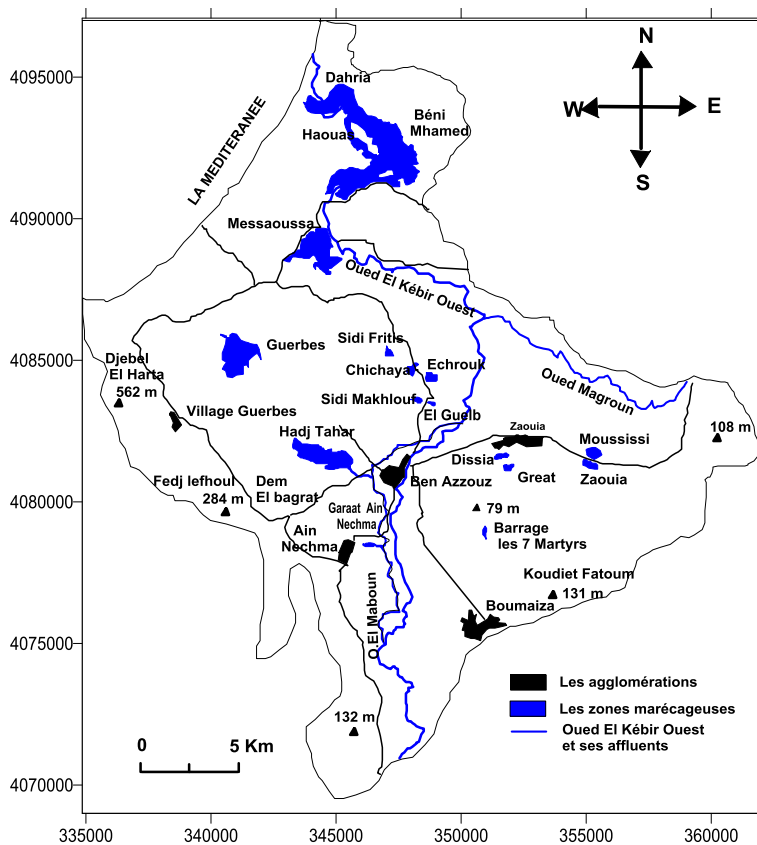 4095000
4090000
4085000
4080000
4075000
4070000
335000
340000
345000
350000
355000
360000
N
W
E
S
LA MEDITERANEE
Dahria
Béni
Mhamed
Haouas
Messaoussa
Oued El Kébir Ouest
Sidi Fritis
Guerbes
Chichaya
Echrouk
Djebel
El Harta
562 m
Oued Magroun
Sidi Makhlouf
El Guelb
Village Guerbes
Hadj Tahar
Zaouia
Moussissi
108 m
Dissia
Great
Zaouia
Fedj lefhoul
284 m
Dem
El bagrat
Ben Azzouz
Garaat Ain
Nechma
79 m
Ain
Nechma
Barrage
les 7 Martyrs
Koudiet Fatoum
131 m
Boumaiza
O.El Maboun
132 m
0
5 Km
Les agglomérations
Les zones marécageuses
Oued El Kébir Ouest
et ses affluents